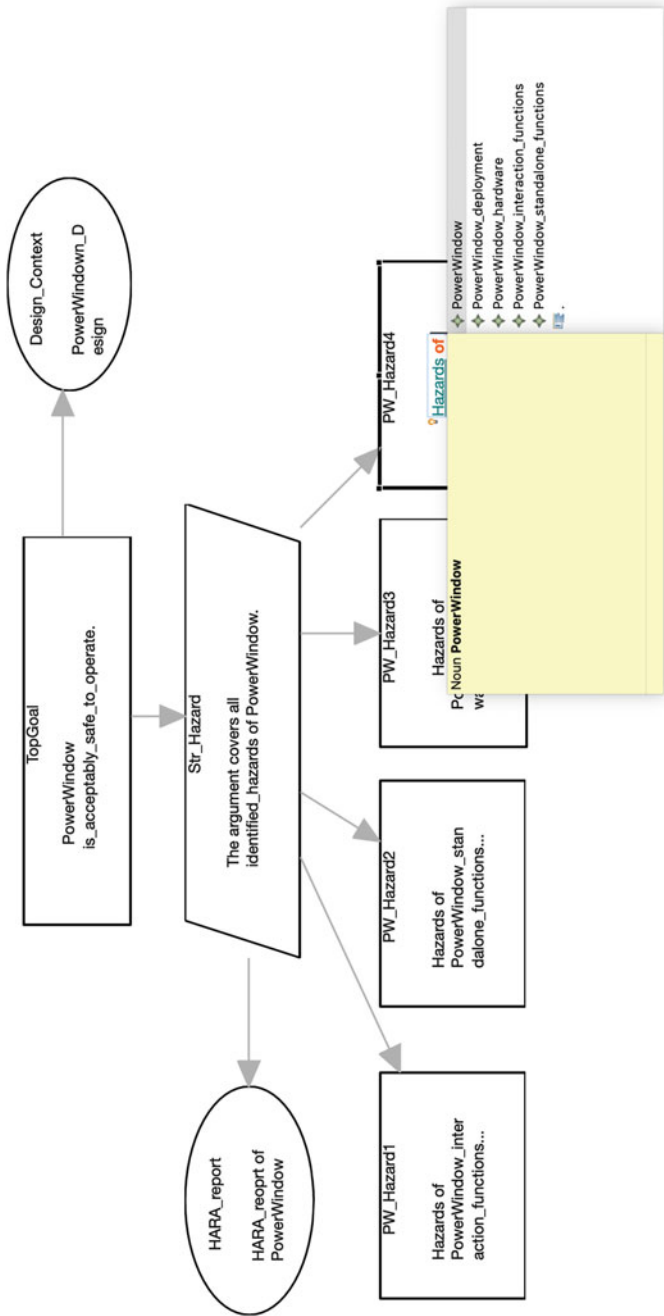 TopGoal
PowerWindow
is_acceptably_safe_to_operate.
Design_Context
PowerWindown_D
esign
Str_Hazard
The argument covers all
identified_hazards of PowerWindow.
HARA_report
HARA_reoprt of
PowerWindow
PW_Hazard1
Hazards of
PowerWindow_inter
action_functions...
PW_Hazard2
Hazards of
PowerWindow_stan
dalone_functions...
PW_Hazard3
Hazards of
PW_Hazard4
Hazards of
Noun PowerWindow
PowerWindow
PowerWindow_deployment
PowerWindow_hardware
PowerWindow_interaction_functions
PowerWindow_standalone_functions
.